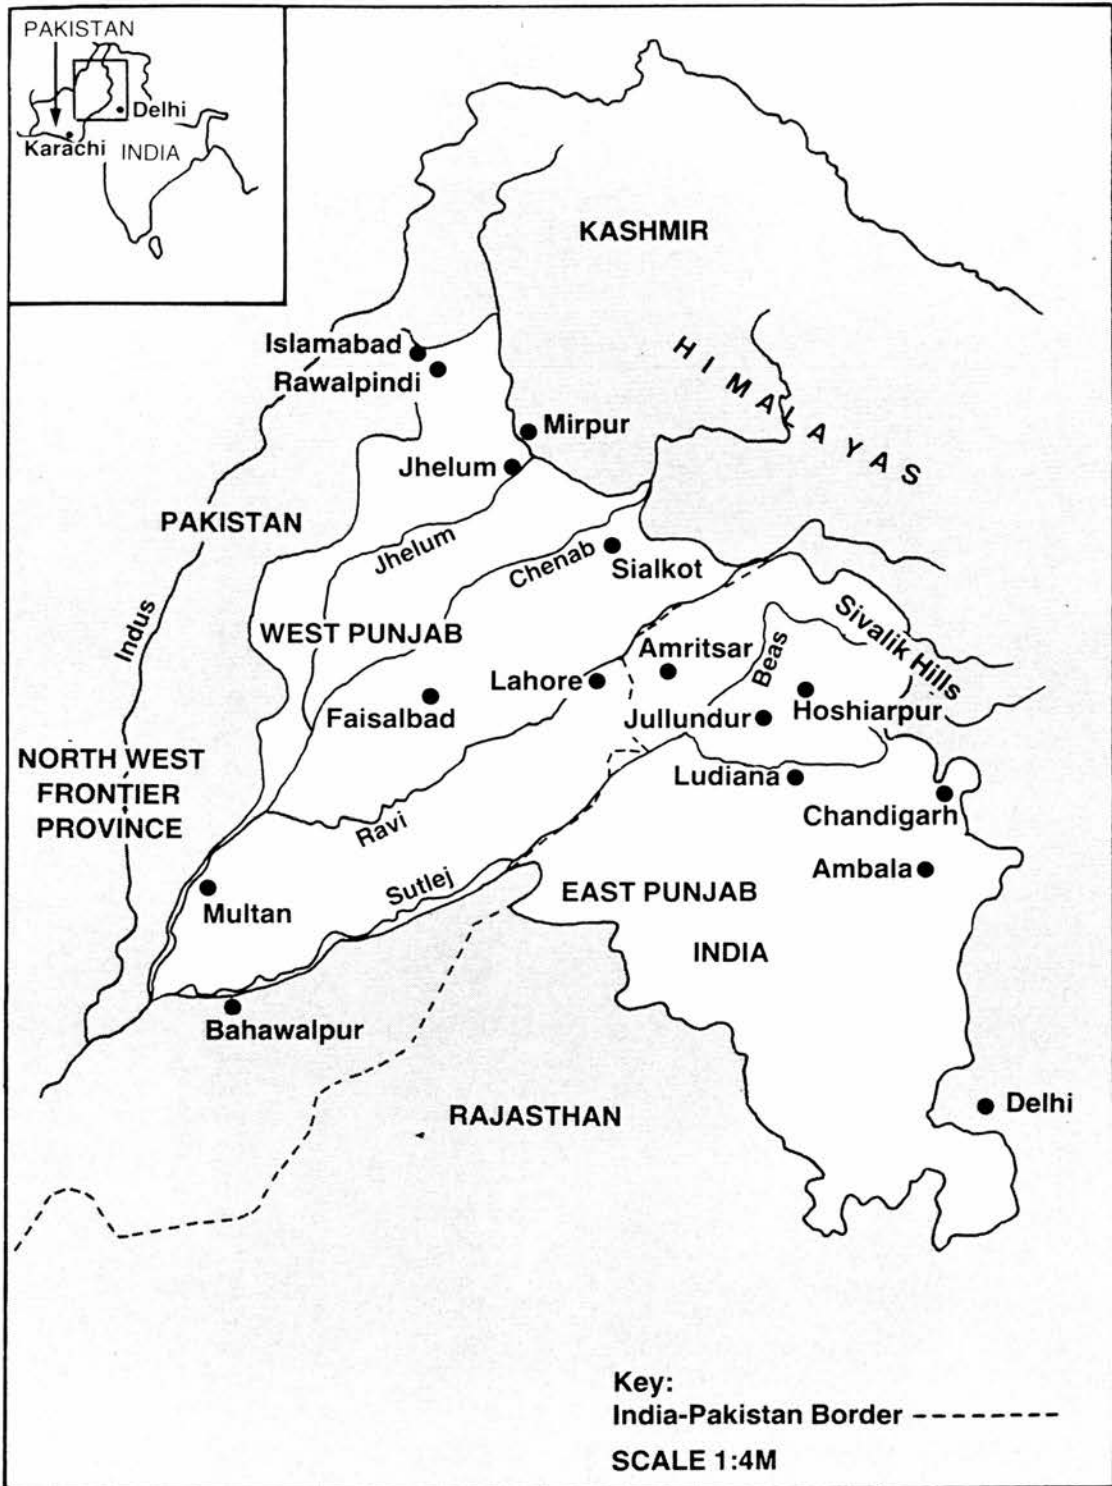 PAKISTAN
Delhi
Karachi
INDIA
KASHMIR
HIMALAYAS
Islamabad
Rawalpindi
Mirpur
Jhelum
PAKISTAN
Jhelum
Chenab
Sialkot
Indus
WEST PUNJAB
Sivalik Hills
Amritsar
Beas
Lahore
Faisalbad
Jullundur
Hoshiarpur
NORTH WEST
FRONTIER
PROVINCE
Ludiana
Chandigarh
Ravi
Ambala
Sutlej
Multan
EAST PUNJAB
INDIA
Bahawalpur
Delhi
RAJASTHAN
Key:
India-Pakistan Border
SCALE 1:4M